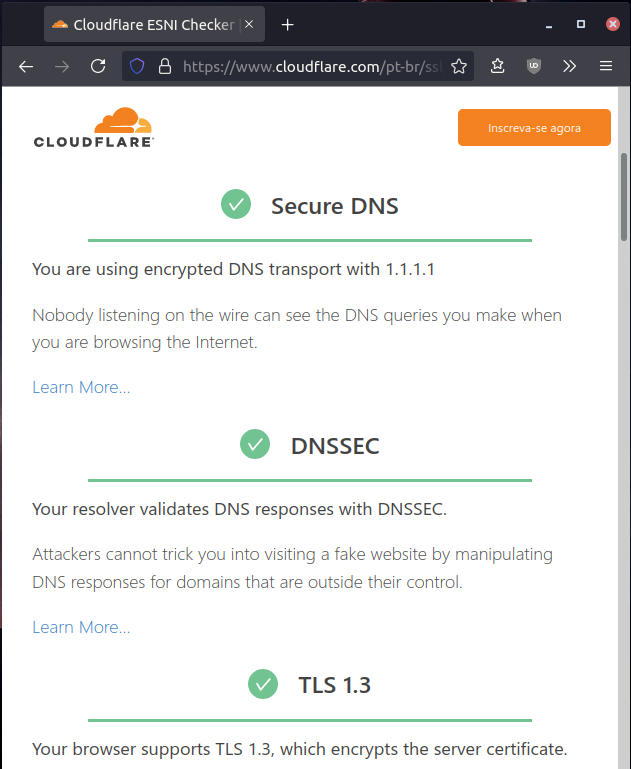 Cloudflare ESNI Checker
https://www.cloudflare.com/pt-br/ss
CLOUDFLARE
Inscreva-se agora
Secure DNS
You are using encrypted DNS transport with 1.1.1.1
Nobody listening on the wire can see the DNS queries you make when
you are browsing the Internet.
Learn More...
DNSSEC
Your resolver validates DNS responses with DNSSEC.
Attackers cannot trick you into visiting a fake website by manipulating
DNS responses for domains that are outside their control.
Learn More...
TLS 1.3
Your browser supports TLS 1.3, which encrypts the server certificate.